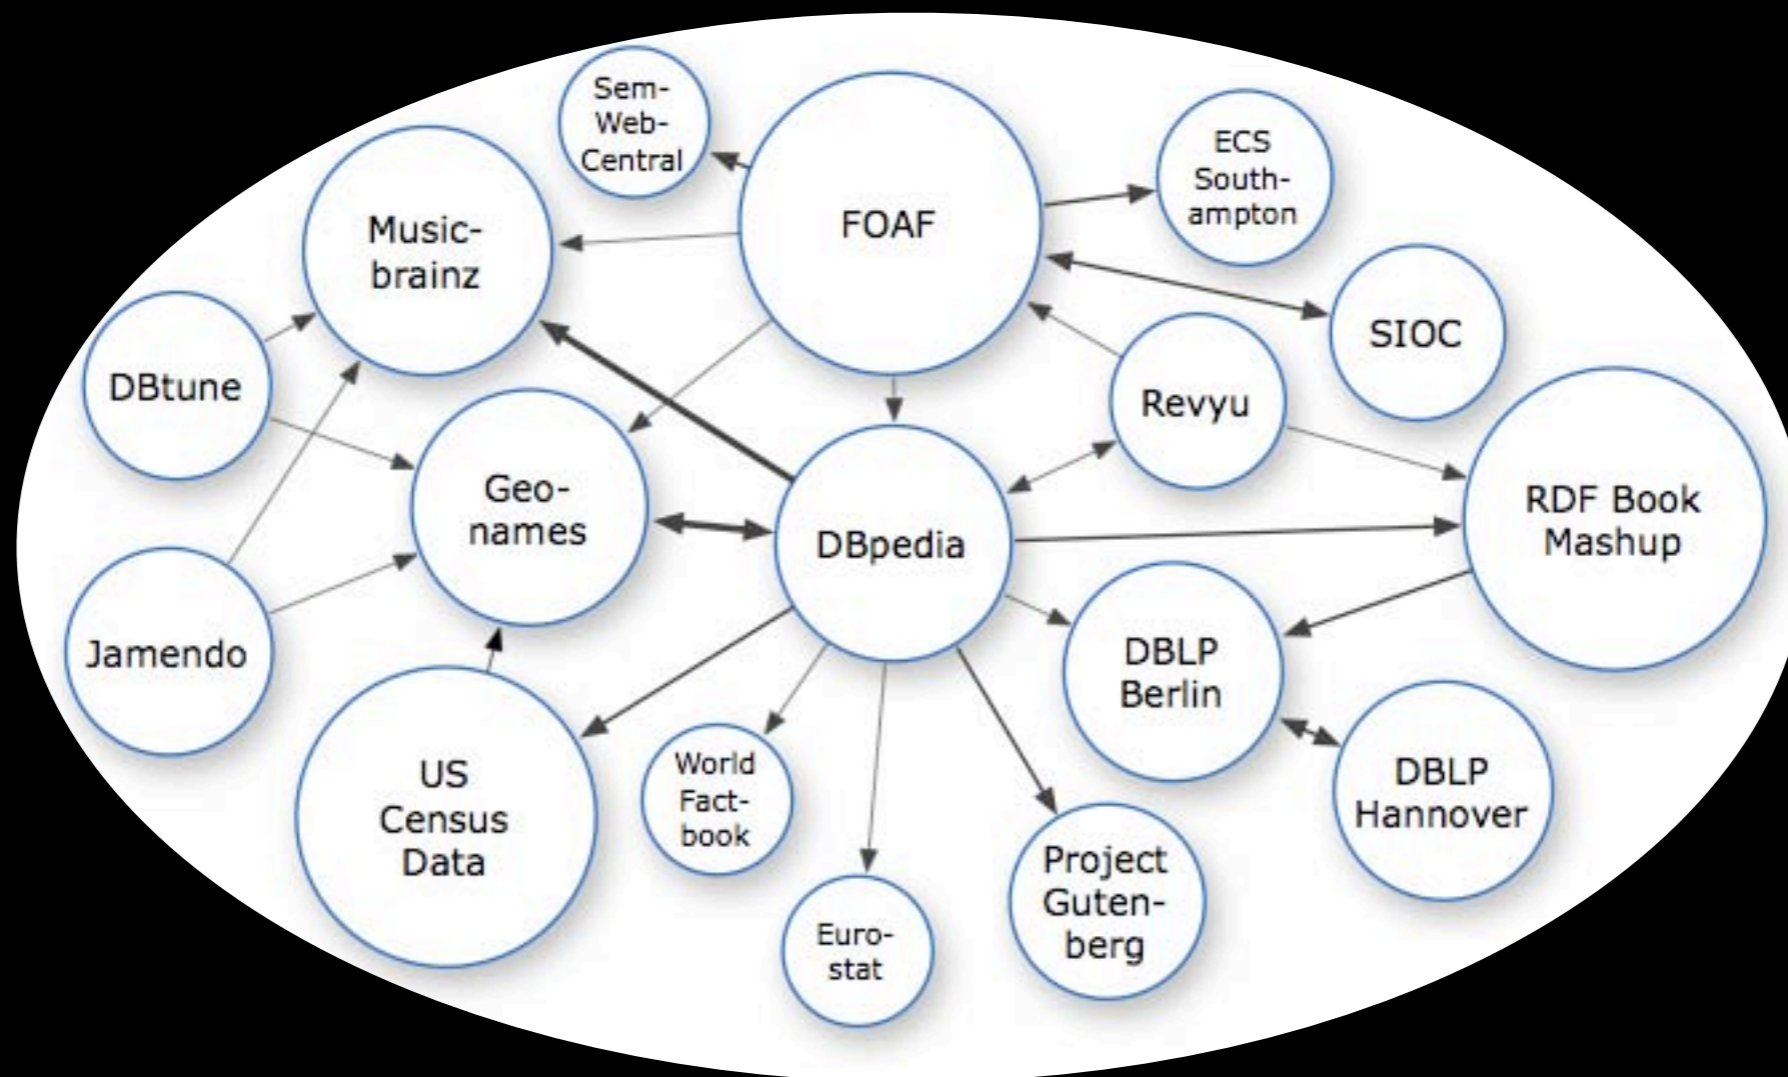 Sem-
Web-
Central
FOAF
ECS
South-
ampton
Music-
brainz
SIOC
DBtune
Revyu
Geo-
names
DBpedia
RDF Book
Mashup
Jamendo
DBLP
Berlin
US
Census
Data
World
Fact-
book
DBLP
Hannover
Project
Guten-
berg
Euro-
stat